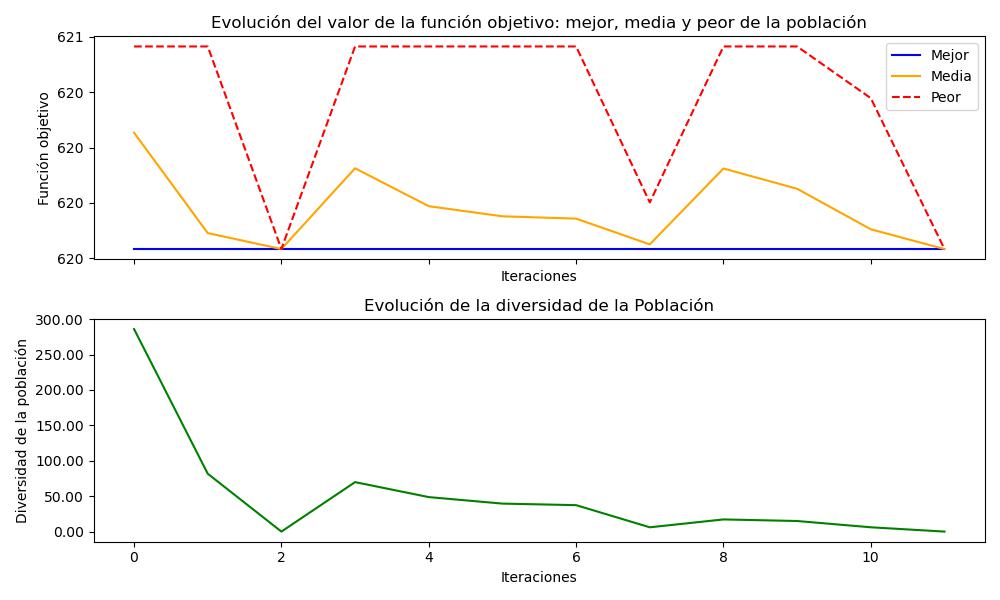 Evolución del valor de la función objetivo: mejor, media y peor de la población
621
620
620
620
620
Función objetivo
Mejor
Media
Peor
Iteraciones
Evolución de la diversidad de la Población
300.00
250.00
200.00
150.00
100.00
50.00
0.00
Diversidad de la población
0 2 4 6 8 10
Iteraciones